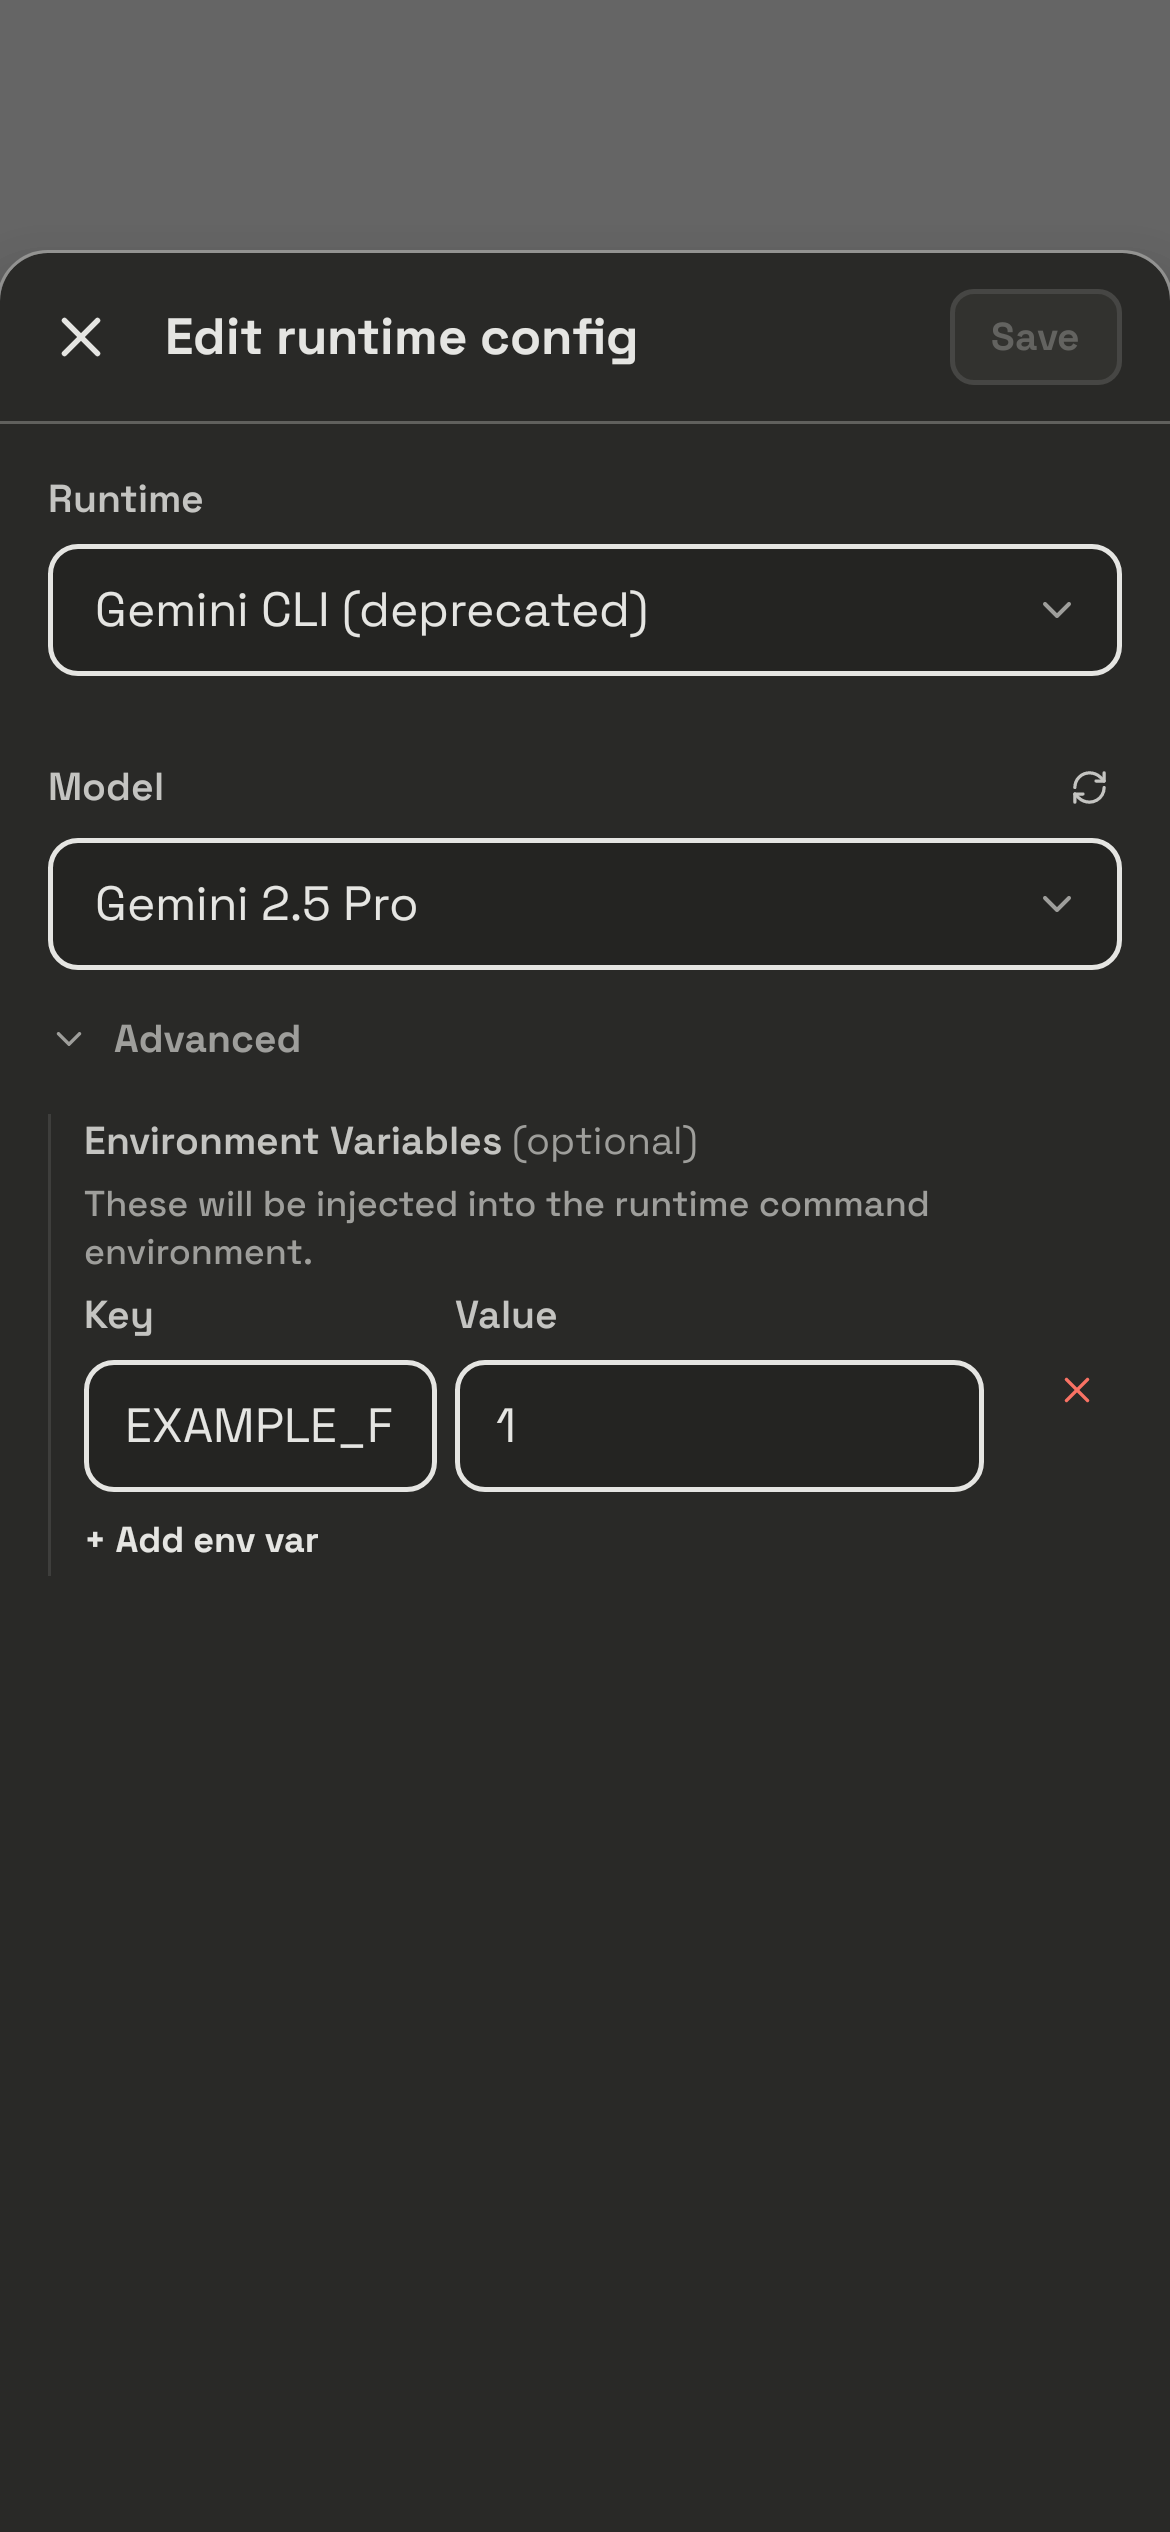 Edit runtime config
Save
Runtime
Gemini CLI (deprecated)
Model
Gemini 2.5 Pro
Advanced
Environment Variables (optional)
These will be injected into the runtime command
environment.
Key Value
EXAMPLE_F 1
+ Add env var